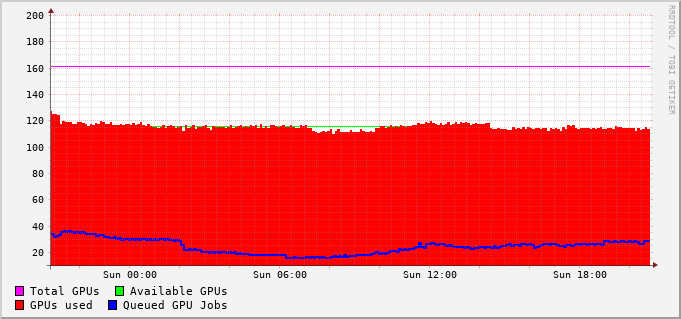 200
180
160
140
120
100
80
60
40
20
Sun 00:00 Sun 06:00 Sun 12:00 Sun 18:00
Total GPUs Available GPUs
GPUs used Queued GPU Jobs
RRDTOOL / TOBI OETIKER